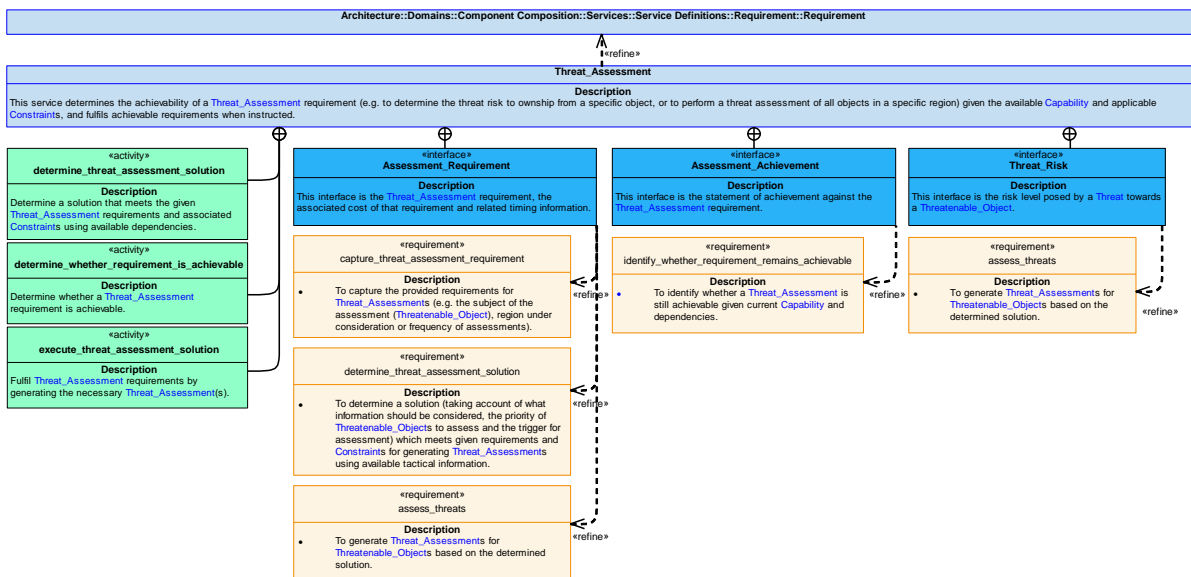 Architecture::Domains::Component Composition::Services::Service Definitions::Requirement::Requirement
«refine»
Threat_Assessment
Description
This service determines the achievability of a Threat_Assessment requirement (e.g. to determine the threat risk to ownship from a specific object, or to perform a threat assessment of all objects in a specific region) given the available Capability and applicable
Constraints, and fulfils achievable requirements when instructed.
«activity»
determine_threat_assessment_solution
Description
Determine a solution that meets the given
Threat_Assessment requirements and associated
Constraints using available dependencies.
«activity»
determine_whether_requirement_is_achievable
Description
Determine whether a Threat_Assessment
requirement is achievable.
«activity»
execute_threat_assessment_solution
Description
Fulfil Threat_Assessment requirements by
generating the necessary Threat_Assessment(s).
«interface»
Assessment_Requirement
Description
This interface is the Threat_Assessment requirement, the
associated cost of that requirement and related timing information.
«requirement»
capture_threat_assessment_requirement
Description
• To capture the provided requirements for
Threat_Assessments (e.g. the subject of the
assessment (Threatenable_Object), region under
consideration or frequency of assessments).
«refine»
«requirement»
determine_threat_assessment_solution
Description
• To determine a solution (taking account of what
information should be considered, the priority of
Threatenable_Objects to assess and the trigger for
assessment) which meets given requirements and
Constraints for generating Threat_Assessments
using available tactical information.
«refine»
«requirement»
assess_threats
Description
• To generate Threat_Assessments for
Threatenable_Objects based on the determined
solution.
«refine»
«interface»
Assessment_Achievement
Description
This interface is the statement of achievement against the
Threat_Assessment requirement.
«requirement»
identify_whether_requirement_remains_achievable
Description
• To identify whether a Threat_Assessment is
still achievable given current Capability and
dependencies.
«refine»
«interface»
Threat_Risk
Description
This interface is the risk level posed by a Threat towards
a Threatenable_Object.
«requirement»
assess_threats
Description
• To generate Threat_Assessments for
Threatenable_Objects based on the
determined solution.
«refine»